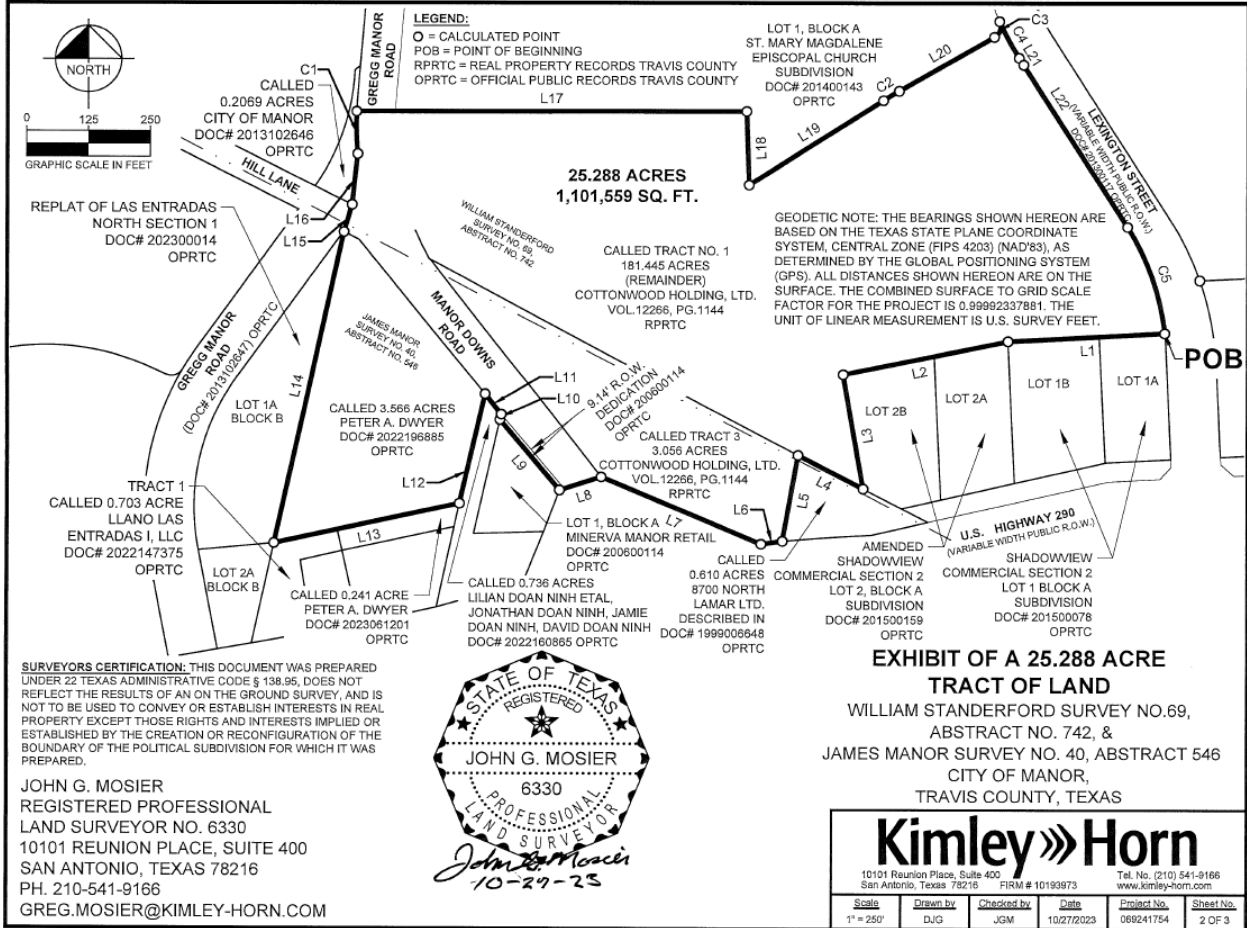 LEGEND:
O = CALCULATED POINT
POB = POINT OF BEGINNING
RPRTC = REAL PROPERTY RECORDS TRAVIS COUNTY
OPRTC = OFFICIAL PUBLIC RECORDS TRAVIS COUNTY
NORTH
0 125 250
GRAPHIC SCALE IN FEET
C1
CALLED
0.2069 ACRES
CITY OF MANOR
DOC# 2013102646
OPRTC
GREGG MANOR
ROAD
HILL LANE
L16
L15
REPLAT OF LAS ENTRADAS
NORTH SECTION 1
DOC# 202300014
OPRTC
L17
L18
L19
C2
L20
C3
C4
L21
L22
C5
LOT 1, BLOCK A
ST. MARY MAGDALENE
EPISCOPAL CHURCH
SUBDIVISION
DOC# 201400143
OPRTC
LEXINGTON STREET
(VARIABLE WIDTH PUBLIC R.O.W.)
DOC# 201300117 OPRTC
25.288 ACRES
1,101,559 SQ. FT.
WILLIAM STANDERFORD
SURVEY NO. 69,
ABSTRACT NO. 742
CALLED TRACT NO. 1
181.445 ACRES
(REMAINDER)
COTTONWOOD HOLDING, LTD.
VOL.12266, PG.1144
RPRTC
GEODETIC NOTE: THE BEARINGS SHOWN HEREON ARE
BASED ON THE TEXAS STATE PLANE COORDINATE
SYSTEM, CENTRAL ZONE (FIPS 4203) (NAD'83), AS
DETERMINED BY THE GLOBAL POSITIONING SYSTEM
(GPS). ALL DISTANCES SHOWN HEREON ARE ON THE
SURFACE. THE COMBINED SURFACE TO GRID SCALE
FACTOR FOR THE PROJECT IS 0.99992337881. THE
UNIT OF LINEAR MEASUREMENT IS U.S. SURVEY FEET.
POB
L1
L2
L3
LOT 2B
LOT 2A
LOT 1B
LOT 1A
MANOR DOWNS
ROAD
JAMES MANOR
SURVEY NO. 40,
ABSTRACT NO. 546
GREGG MANOR
ROAD
(DOC# 2013102647) OPRTC
L14
LOT 1A
BLOCK B
CALLED 3.566 ACRES
PETER A. DWYER
DOC# 2022196885
OPRTC
L11
L10
9.14' R.O.W.
DEDICATION
DOC# 200600114
OPRTC
CALLED TRACT 3
3.056 ACRES
COTTONWOOD HOLDING, LTD.
VOL.12266, PG.1144
RPRTC
L12
L9
L8
L7
L6
L5
L4
U.S. HIGHWAY 290
(VARIABLE WIDTH PUBLIC R.O.W.)
TRACT 1
CALLED 0.703 ACRE
LLANO LAS
ENTRADAS I, LLC
DOC# 2022147375
OPRTC
L13
LOT 2A
BLOCK B
CALLED 0.241 ACRE
PETER A. DWYER
DOC# 2023061201
OPRTC
LOT 1, BLOCK A
MINERVA MANOR RETAIL
DOC# 200600114
OPRTC
CALLED 0.736 ACRES
LILIAN DOAN NINH ETAL,
JONATHAN DOAN NINH, JAMIE
DOAN NINH, DAVID DOAN NINH
DOC# 2022160865 OPRTC
CALLED
0.610 ACRES
8700 NORTH
LAMAR LTD.
DESCRIBED IN
DOC# 1999006648
OPRTC
AMENDED
SHADOWVIEW
COMMERCIAL SECTION 2
LOT 2, BLOCK A
SUBDIVISION
DOC# 201500159
OPRTC
SHADOWVIEW
COMMERCIAL SECTION 2
LOT 1 BLOCK A
SUBDIVISION
DOC# 201500078
OPRTC
SURVEYORS CERTIFICATION: THIS DOCUMENT WAS PREPARED
UNDER 22 TEXAS ADMINISTRATIVE CODE § 138.95, DOES NOT
REFLECT THE RESULTS OF AN ON THE GROUND SURVEY, AND IS
NOT TO BE USED TO CONVEY OR ESTABLISH INTERESTS IN REAL
PROPERTY EXCEPT THOSE RIGHTS AND INTERESTS IMPLIED OR
ESTABLISHED BY THE CREATION OR RECONFIGURATION OF THE
BOUNDARY OF THE POLITICAL SUBDIVISION FOR WHICH IT WAS
PREPARED.
JOHN G. MOSIER
REGISTERED PROFESSIONAL
LAND SURVEYOR NO. 6330
10101 REUNION PLACE, SUITE 400
SAN ANTONIO, TEXAS 78216
PH. 210-541-9166
GREG.MOSIER@KIMLEY-HORN.COM
STATE OF TEXAS
REGISTERED
JOHN G. MOSIER
6330
PROFESSIONAL
LAND SURVEYOR
John G. Mosier
10-27-23
EXHIBIT OF A 25.288 ACRE
TRACT OF LAND
WILLIAM STANDERFORD SURVEY NO.69,
ABSTRACT NO. 742, &
JAMES MANOR SURVEY NO. 40, ABSTRACT 546
CITY OF MANOR,
TRAVIS COUNTY, TEXAS
Kimley»Horn
10101 Reunion Place, Suite 400
San Antonio, Texas 78216 FIRM # 10193973
Tel. No. (210) 541-9166
www.kimley-horn.com
Scale Drawn by Checked by Date Project No. Sheet No.
1" = 250' DJG JGM 10/27/2023 069241754 2 OF 3